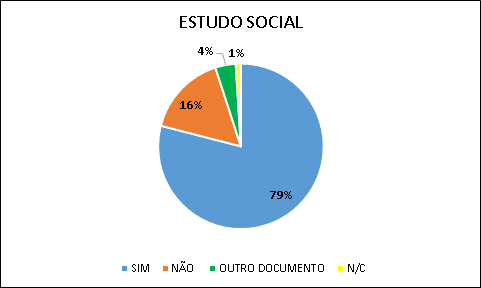 ESTUDO SOCIAL
4% 1%
16%
79%
SIM NÃO OUTRO DOCUMENTO N/C